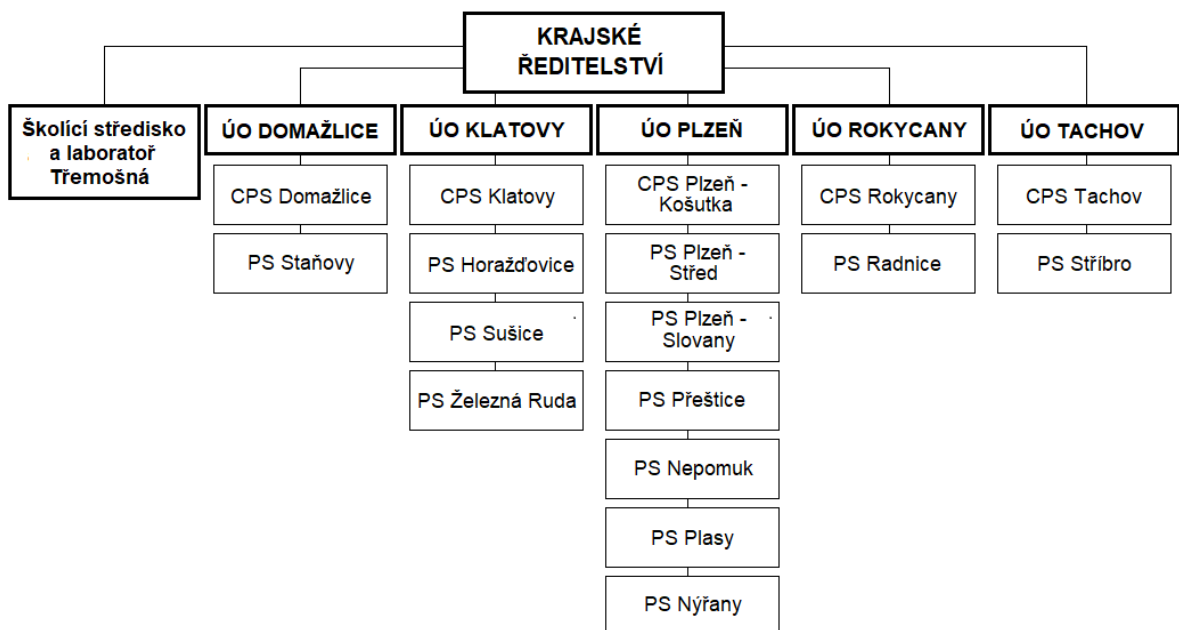 KRAJSKÉ
ŘEDITELSTVÍ
Školící středisko
a laboratoř
Třemošná
ÚO DOMAŽLICE
CPS Domažlice
PS Staňovy
ÚO KLATOVY
CPS Klatovy
PS Horažďovice
PS Sušice
PS Železná Ruda
ÚO PLZEŇ
CPS Plzeň -
Košutka
PS Plzeň -
Střed
PS Plzeň -
Slovany
PS Přeštice
PS Nepomuk
PS Plasy
PS Nýřany
ÚO ROKYCANY
CPS Rokycany
PS Radnice
ÚO TACHOV
CPS Tachov
PS Stříbro